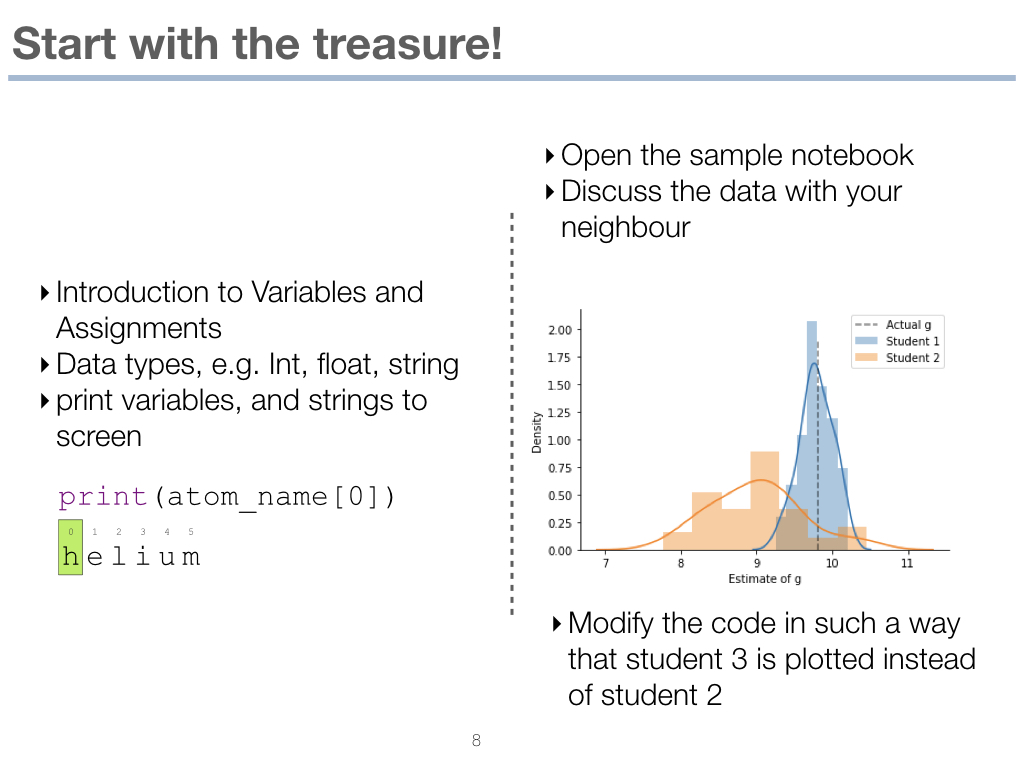 Start with the treasure!
‣ Introduction to Variables and
Assignments
‣ Data types, e.g. Int, float, string
‣ print variables, and strings to
screen
print(atom_name[0])
0 1 2 3 4 5
helium
‣ Open the sample notebook
‣ Discuss the data with your
neighbour
Actual g
Student 1
Student 2
2.00
1.75
1.50
1.25
1.00
0.75
0.50
0.25
0.00
Density
7 8 9 10 11
Estimate of g
‣ Modify the code in such a way
that student 3 is plotted instead
of student 2
8